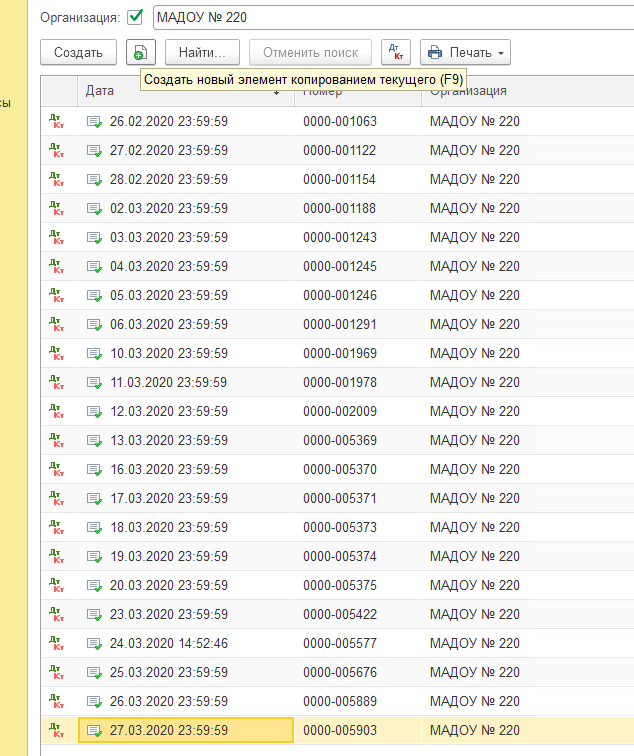 Организация: МАДОУ № 220
Создать Найти... Отменить поиск Дт Кт Печать
Создать новый элемент копированием текущего (F9)
Дата Номер Организация
сы
Дт Кт 26.02.2020 23:59:59 0000-001063 МАДОУ № 220
Дт Кт 27.02.2020 23:59:59 0000-001122 МАДОУ № 220
Дт Кт 28.02.2020 23:59:59 0000-001154 МАДОУ № 220
Дт Кт 02.03.2020 23:59:59 0000-001188 МАДОУ № 220
Дт Кт 03.03.2020 23:59:59 0000-001243 МАДОУ № 220
Дт Кт 04.03.2020 23:59:59 0000-001245 МАДОУ № 220
Дт Кт 05.03.2020 23:59:59 0000-001246 МАДОУ № 220
Дт Кт 06.03.2020 23:59:59 0000-001291 МАДОУ № 220
Дт Кт 10.03.2020 23:59:59 0000-001969 МАДОУ № 220
Дт Кт 11.03.2020 23:59:59 0000-001978 МАДОУ № 220
Дт Кт 12.03.2020 23:59:59 0000-002009 МАДОУ № 220
Дт Кт 13.03.2020 23:59:59 0000-005369 МАДОУ № 220
Дт Кт 16.03.2020 23:59:59 0000-005370 МАДОУ № 220
Дт Кт 17.03.2020 23:59:59 0000-005371 МАДОУ № 220
Дт Кт 18.03.2020 23:59:59 0000-005373 МАДОУ № 220
Дт Кт 19.03.2020 23:59:59 0000-005374 МАДОУ № 220
Дт Кт 20.03.2020 23:59:59 0000-005375 МАДОУ № 220
Дт Кт 23.03.2020 23:59:59 0000-005422 МАДОУ № 220
Дт Кт 24.03.2020 14:52:46 0000-005577 МАДОУ № 220
Дт Кт 25.03.2020 23:59:59 0000-005676 МАДОУ № 220
Дт Кт 26.03.2020 23:59:59 0000-005889 МАДОУ № 220
Дт Кт 27.03.2020 23:59:59 0000-005903 МАДОУ № 220